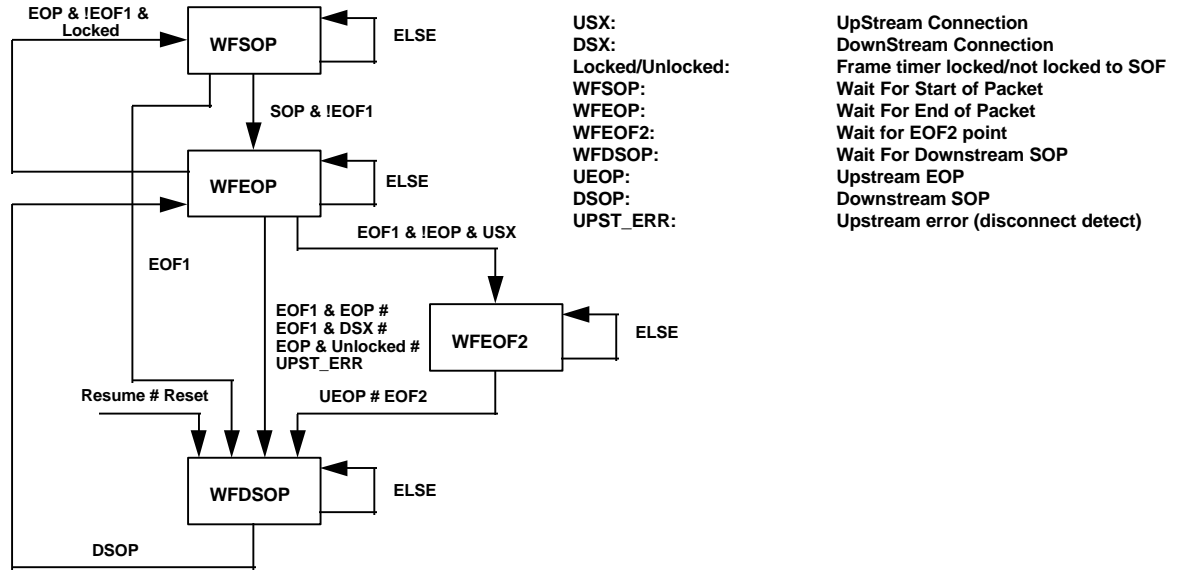 EOP & !EOF1 &
Locked
WFSOP
ELSE
SOP & !EOF1
WFEOP
ELSE
EOF1 & !EOP & USX
EOF1
EOF1 & EOP #
EOF1 & DSX #
EOP & Unlocked #
UPST_ERR
WFEOF2
ELSE
Resume # Reset
UEOP # EOF2
WFDSOP
ELSE
DSOP
USX: UpStream Connection
DSX: DownStream Connection
Locked/Unlocked: Frame timer locked/not locked to SOF
WFSOP: Wait For Start of Packet
WFEOP: Wait For End of Packet
WFEOF2: Wait for EOF2 point
WFDSOP: Wait For Downstream SOP
UEOP: Upstream EOP
DSOP: Downstream SOP
UPST_ERR: Upstream error (disconnect detect)